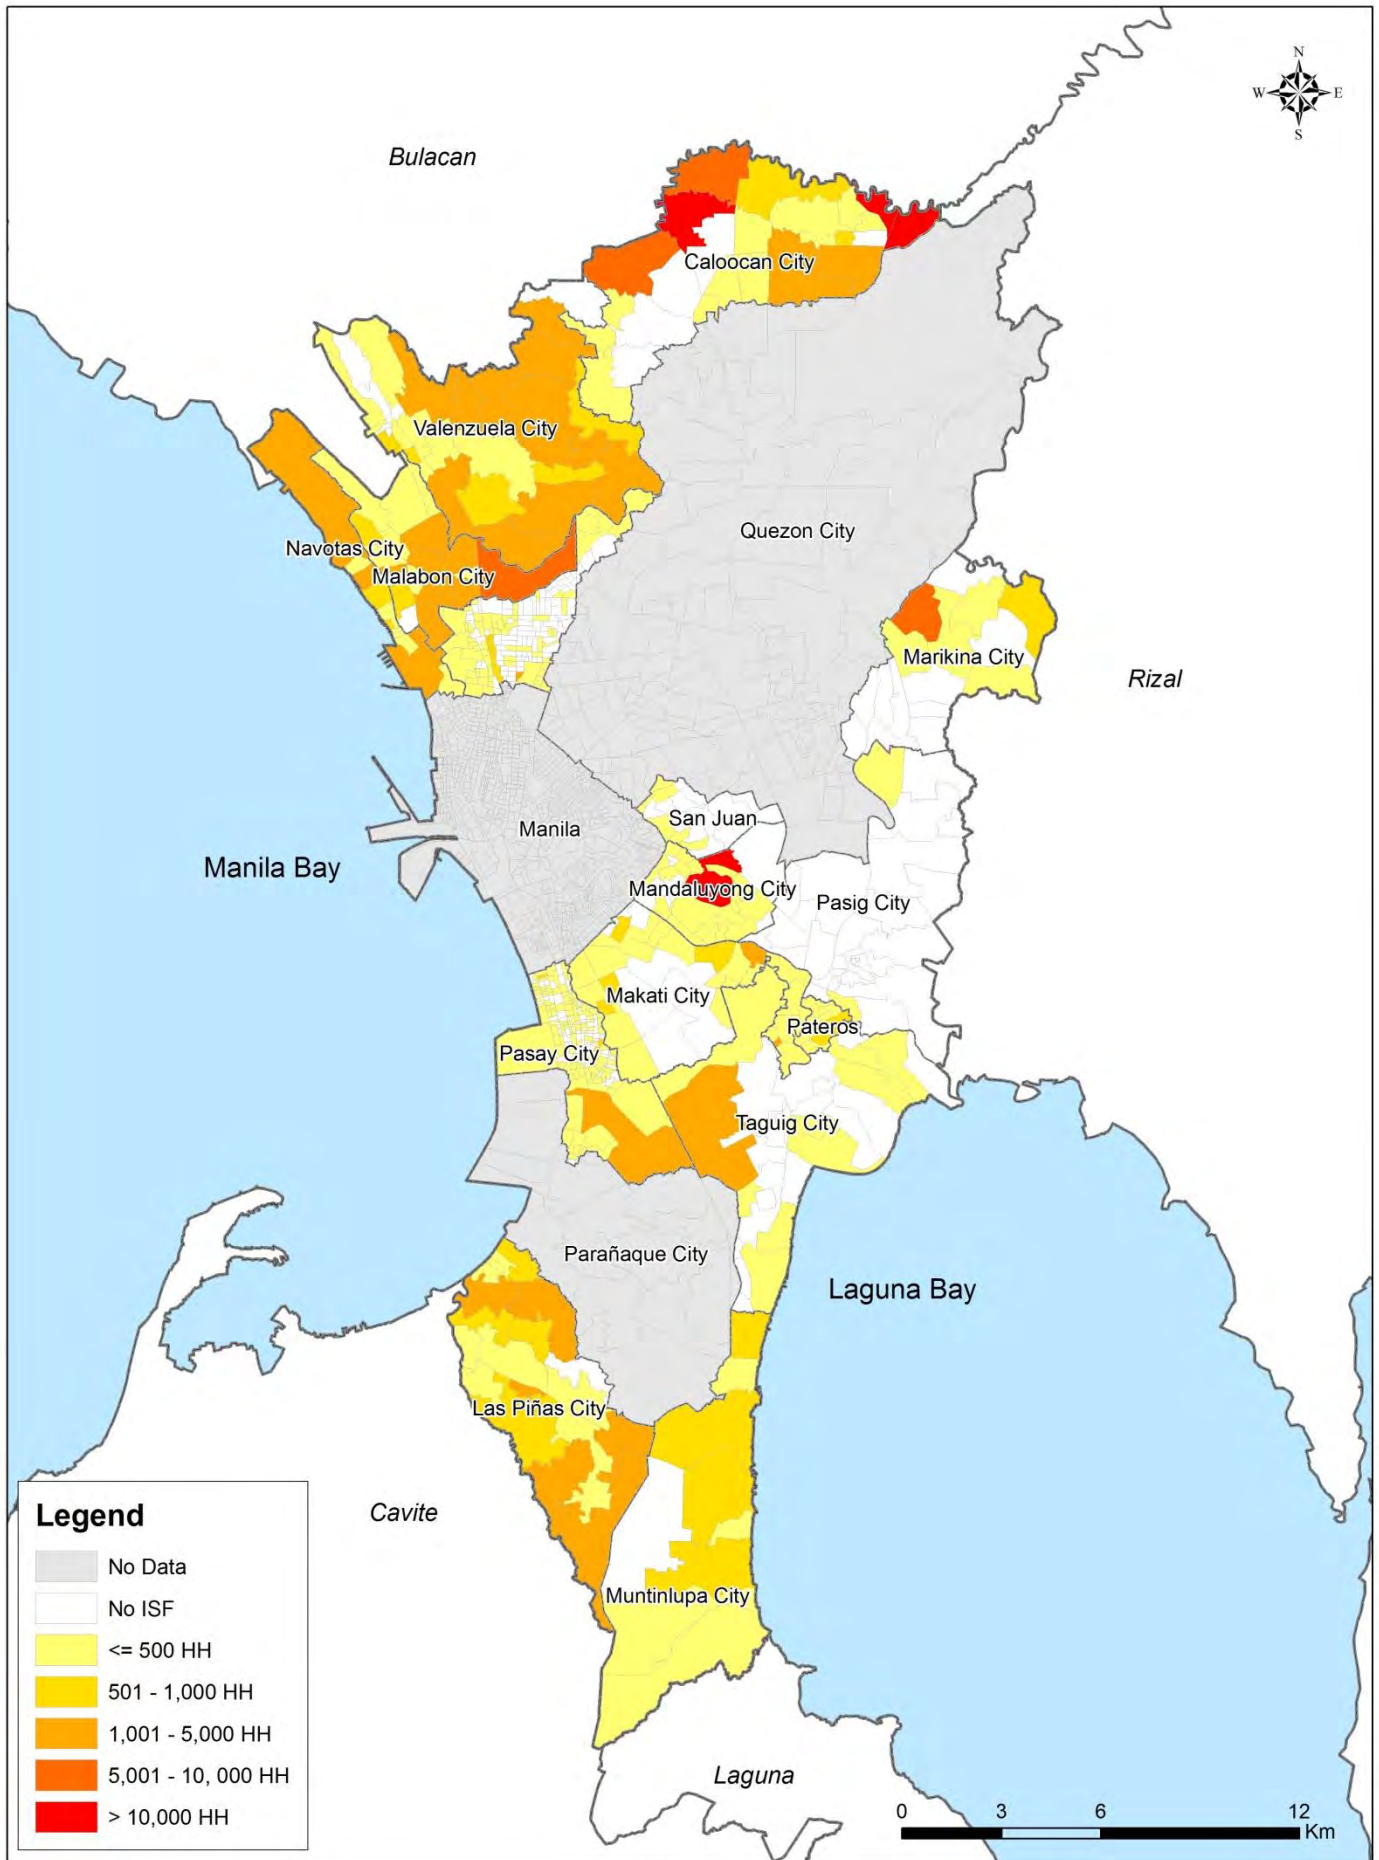 N
W E
S
Bulacan
Caloocan City
Valenzuela City
Quezon City
Navotas City
Malabon City
Marikina City
Rizal
San Juan
Manila
Manila Bay
Mandaluyong City
Pasig City
Makati City
Pateros
Pasay City
Taguig City
Parañaque City
Laguna Bay
Las Piñas City
Cavite
Muntinlupa City
Laguna
Legend
No Data
No ISF
<= 500 HH
501 - 1,000 HH
1,001 - 5,000 HH
5,001 - 10, 000 HH
> 10,000 HH
0 3 6 12
Km